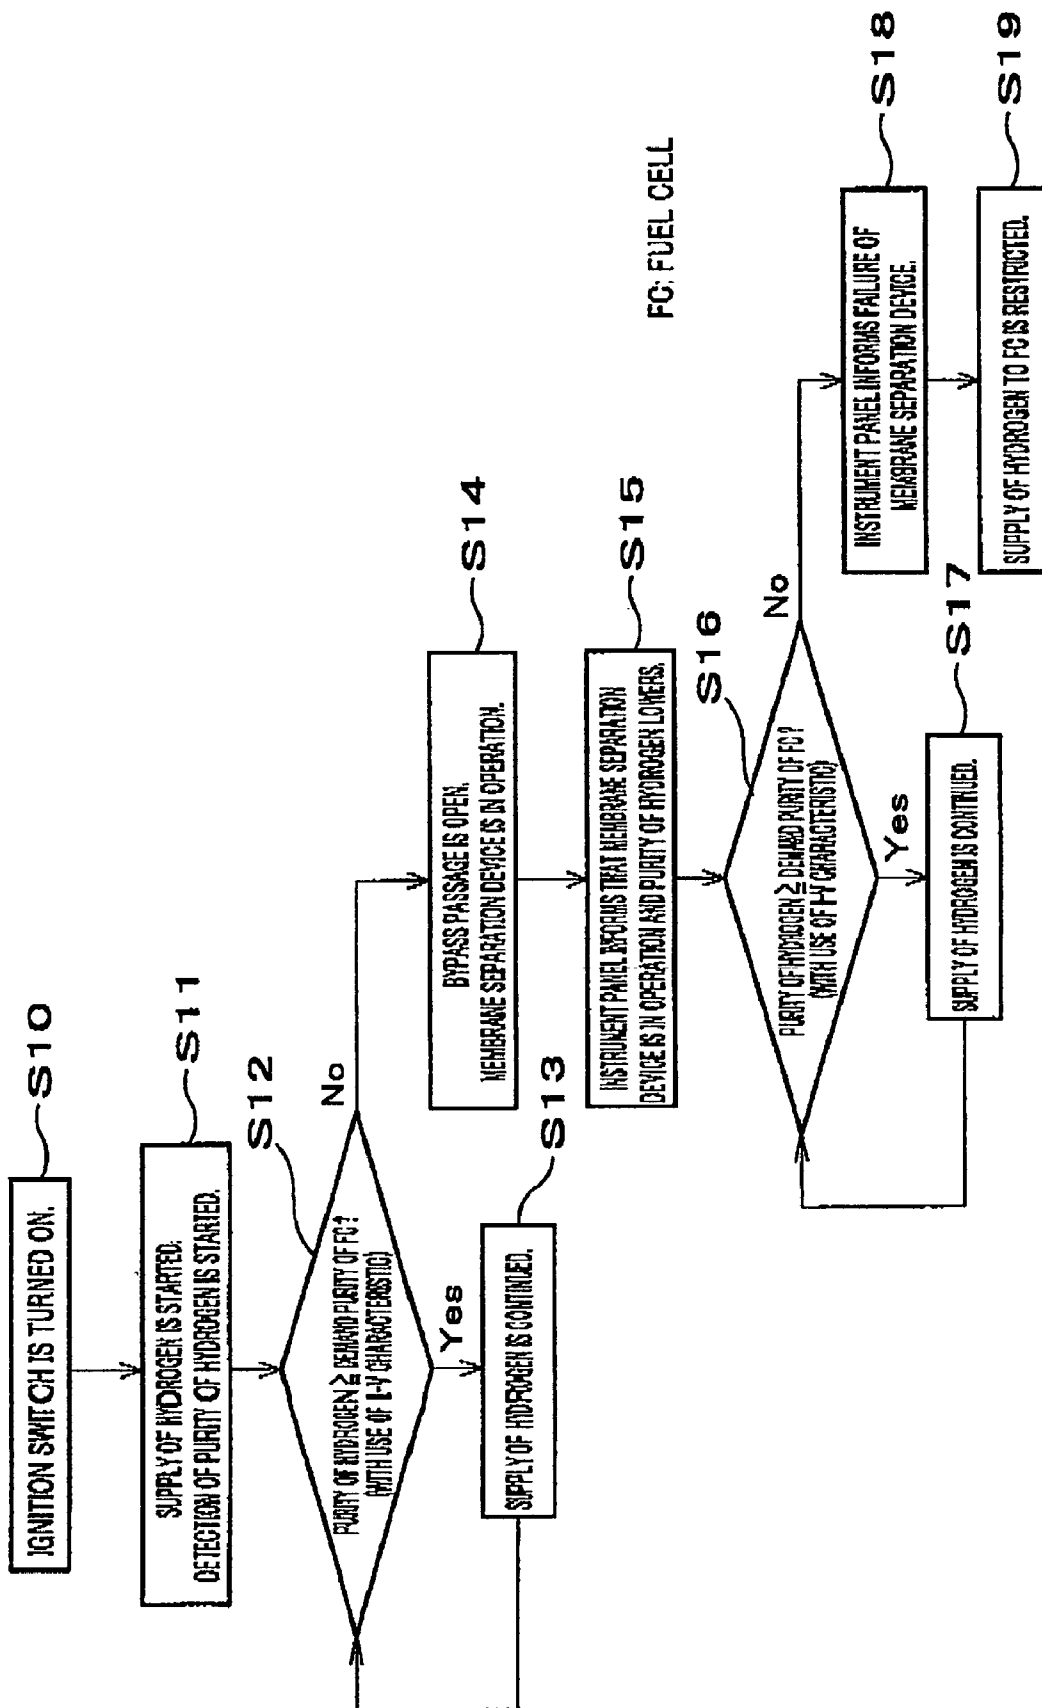 IGNITION SWITCH IS TURNED ON.
S10
SUPPLY OF HYDROGEN IS STARTED.
DETECTION OF PURITY OF HYDROGEN IS STARTED.
S11
PURITY OF HYDROGEN ≧ DEMAND PURITY OF FC?
(WITH USE OF I-V CHARACTERISTIC)
S12
No
Yes
SUPPLY OF HYDROGEN IS CONTINUED.
S13
BYPASS PASSAGE IS OPEN.
MEMBRANE SEPARATION DEVICE IS IN OPERATION.
S14
INSTRUMENT PANEL INFORMS THAT MEMBRANE SEPARATION
DEVICE IS IN OPERATION AND PURITY OF HYDROGEN LOWERS.
S15
PURITY OF HYDROGEN ≧ DEMAND PURITY OF FC?
(WITH USE OF I-V CHARACTERISTIC)
S16
No
Yes
SUPPLY OF HYDROGEN IS CONTINUED.
S17
INSTRUMENT PANEL INFORMS FAILURE OF
MEMBRANE SEPARATION DEVICE.
S18
SUPPLY OF HYDROGEN TO FC IS RESTRICTED.
S19
FC: FUEL CELL